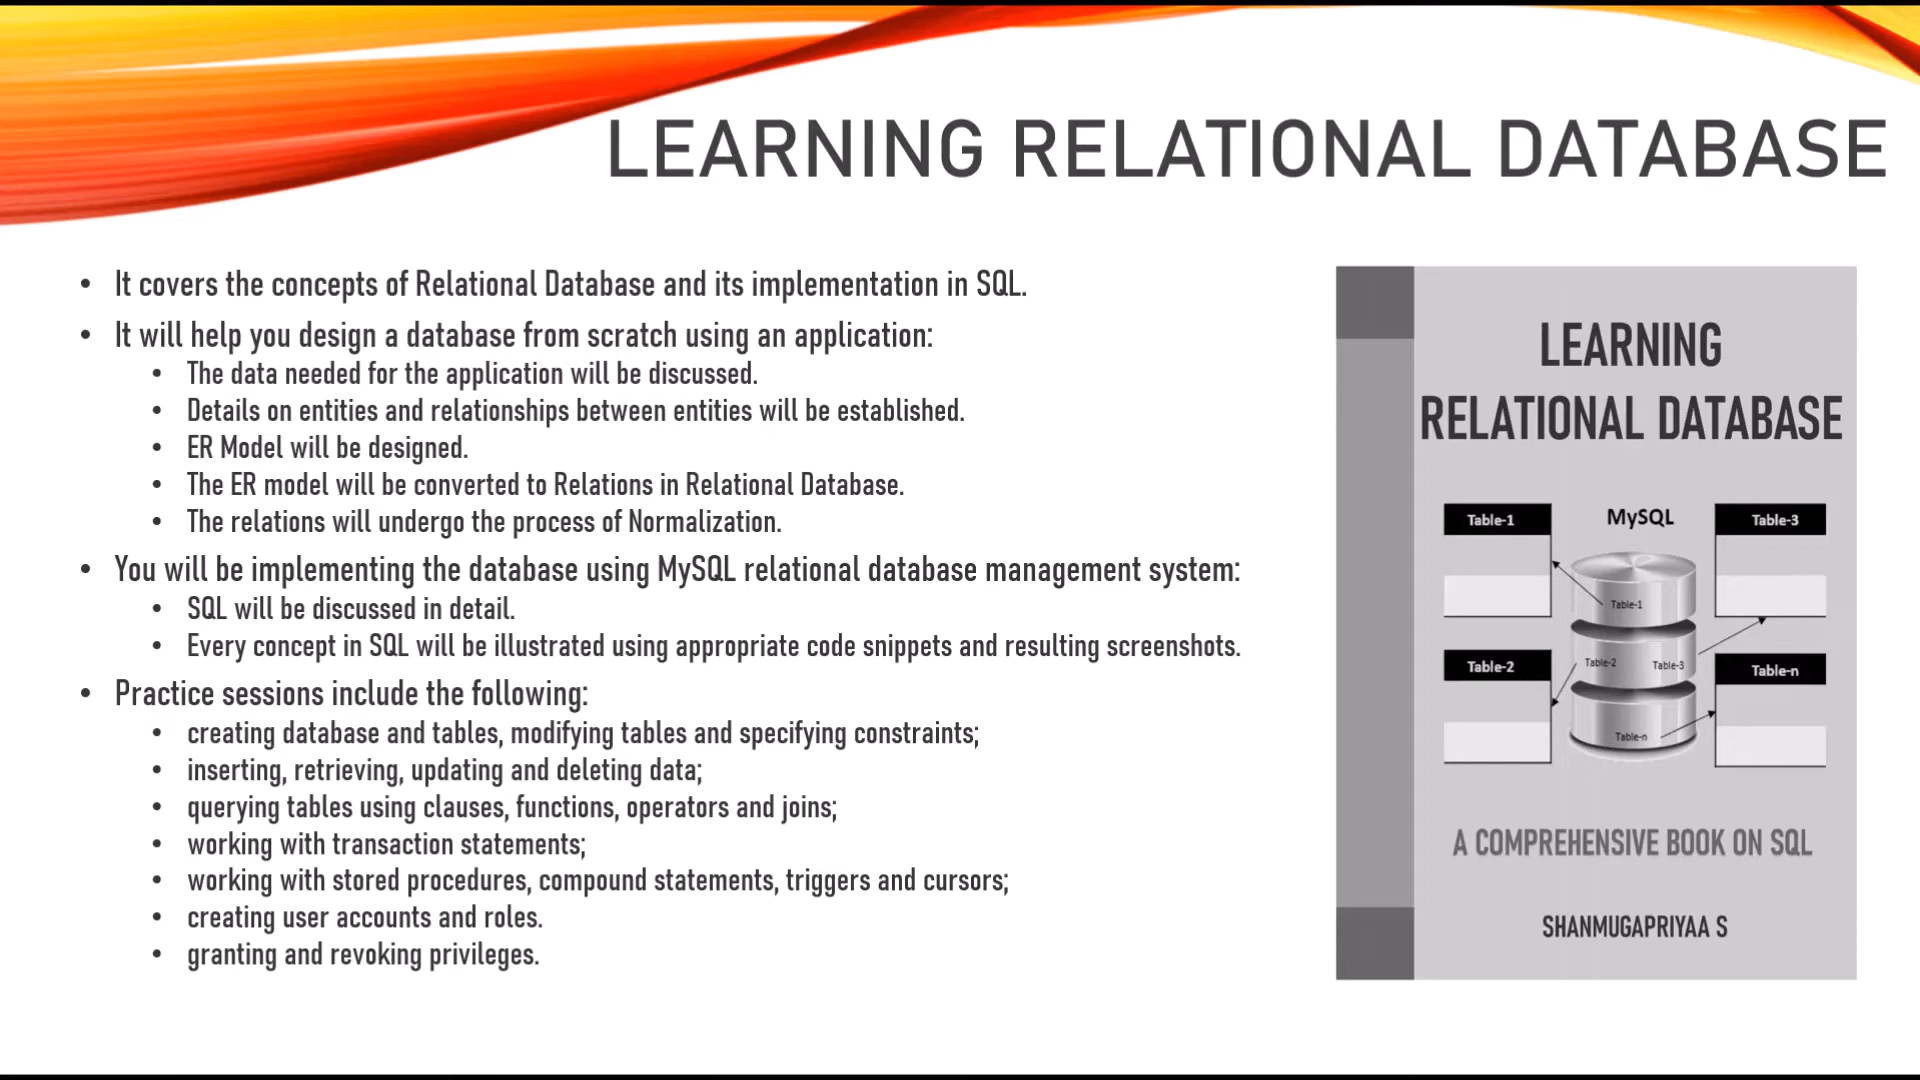 LEARNING RELATIONAL DATABASE
• It covers the concepts of Relational Database and its implementation in SQL.
• It will help you design a database from scratch using an application:
• The data needed for the application will be discussed.
• Details on entities and relationships between entities will be established.
• ER Model will be designed.
• The ER model will be converted to Relations in Relational Database.
• The relations will undergo the process of Normalization.
• You will be implementing the database using MySQL relational database management system:
• SQL will be discussed in detail.
• Every concept in SQL will be illustrated using appropriate code snippets and resulting screenshots.
• Practice sessions include the following:
• creating database and tables, modifying tables and specifying constraints;
• inserting, retrieving, updating and deleting data;
• querying tables using clauses, functions, operators and joins;
• working with transaction statements;
• working with stored procedures, compound statements, triggers and cursors;
• creating user accounts and roles.
• granting and revoking privileges.
LEARNING
RELATIONAL DATABASE
Table-1
MySQL
Table-3
Table-1
Table-2
Table-2
Table-3
Table-n
Table-n
A COMPREHENSIVE BOOK ON SQL
SHANMUGAPRIYAA S